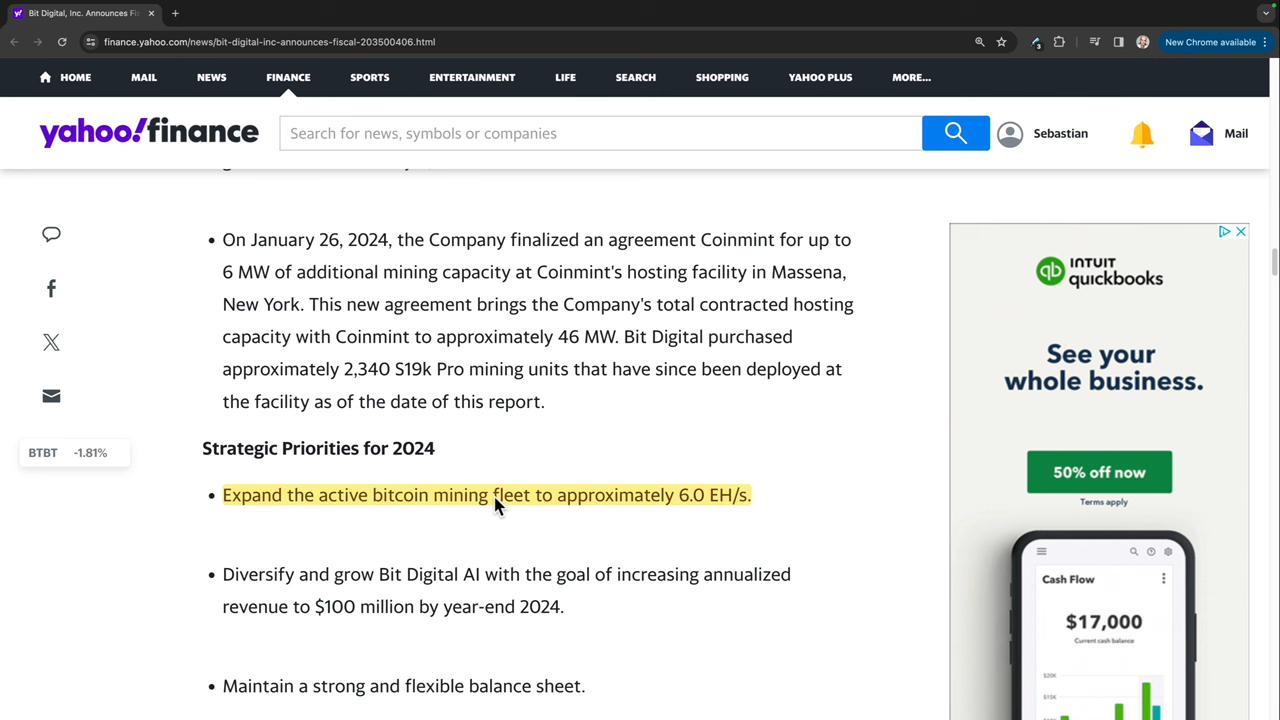 Bit Digital, Inc. Announces Fis
finance.yahoo.com/news/bit-digital-inc-announces-fiscal-203500406.html
New Chrome available
HOME
MAIL
NEWS
FINANCE
SPORTS
ENTERTAINMENT
LIFE
SEARCH
SHOPPING
YAHOO PLUS
MORE...
yahoo!finance
Search for news, symbols or companies
Sebastian
Mail
• On January 26, 2024, the Company finalized an agreement Coinmint for up to
6 MW of additional mining capacity at Coinmint's hosting facility in Massena,
New York. This new agreement brings the Company's total contracted hosting
capacity with Coinmint to approximately 46 MW. Bit Digital purchased
approximately 2,340 S19k Pro mining units that have since been deployed at
the facility as of the date of this report.
BTBT -1.81%
Strategic Priorities for 2024
• Expand the active bitcoin mining fleet to approximately 6.0 EH/s.
• Diversify and grow Bit Digital AI with the goal of increasing annualized
revenue to $100 million by year-end 2024.
• Maintain a strong and flexible balance sheet.
qb INTUIT
quickbooks
See your
whole business.
50% off now
Terms apply
Cash Flow
$17,000
Current cash balance
$20K
$15K